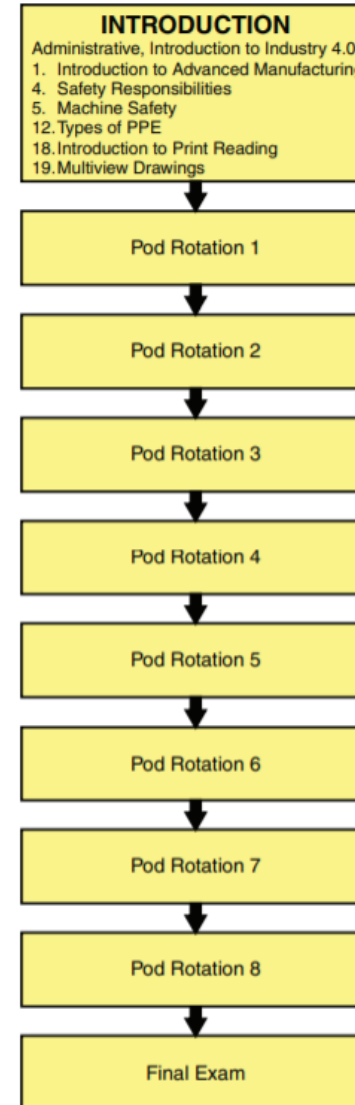 INTRODUCTION
Administrative, Introduction to Industry 4.0
1. Introduction to Advanced Manufacturing
4. Safety Responsibilities
5. Machine Safety
12. Types of PPE
18. Introduction to Print Reading
19. Multiview Drawings
Pod Rotation 1
Pod Rotation 2
Pod Rotation 3
Pod Rotation 4
Pod Rotation 5
Pod Rotation 6
Pod Rotation 7
Pod Rotation 8
Final Exam